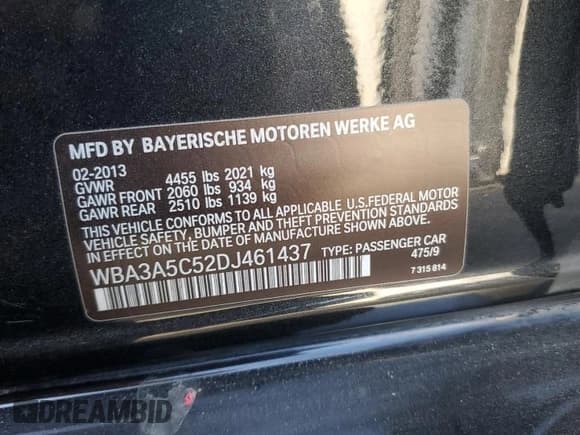 MFD BY BAYERISCHE MOTOREN WERKE AG
02-2013
GVWR 4455 lbs 2021 kg
GAWR FRONT 2060 lbs 934 kg
GAWR REAR 2510 lbs 1139 kg
THIS VEHICLE CONFORMS TO ALL APPLICABLE U.S.FEDERAL MOTOR
VEHICLE SAFETY, BUMPER AND THEFT PREVENTION STANDARDS
IN EFFECT ON THE DATE OF MANUFACTURE SHOWN ABOVE.
WBA3A5C52DJ461437 TYPE: PASSENGER CAR
475/9
7 315 814
DREAMBID